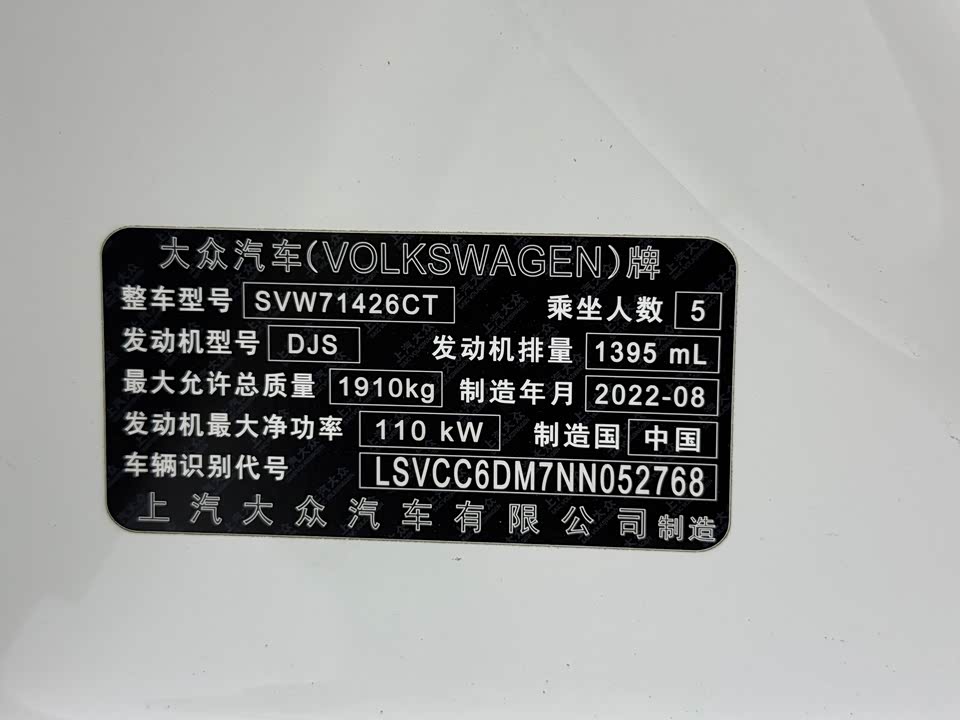 大众汽车(VOLKSWAGEN)牌
整车型号 SVW71426CT 乘坐人数 5
发动机型号 DJS 发动机排量 1395 mL
最大允许总质量 1910kg 制造年月 2022-08
发动机最大净功率 110 kW 制造国 中国
车辆识别代号 LSVCC6DM7NN052768
上汽大众汽车有限公司制造